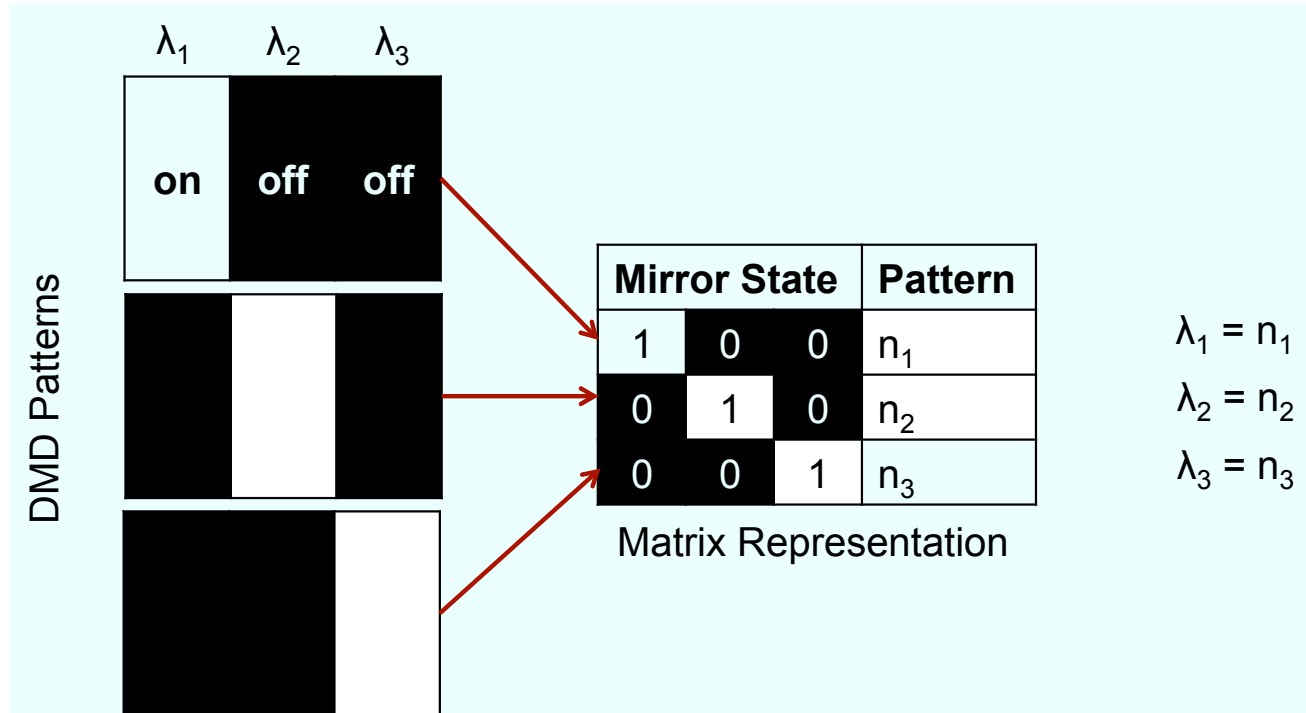 λ₁ λ₂ λ₃
on off off
DMD Patterns
Mirror State Pattern
1 0 0 n₁
0 1 0 n₂
0 0 1 n₃
Matrix Representation
λ₁ = n₁
λ₂ = n₂
λ₃ = n₃